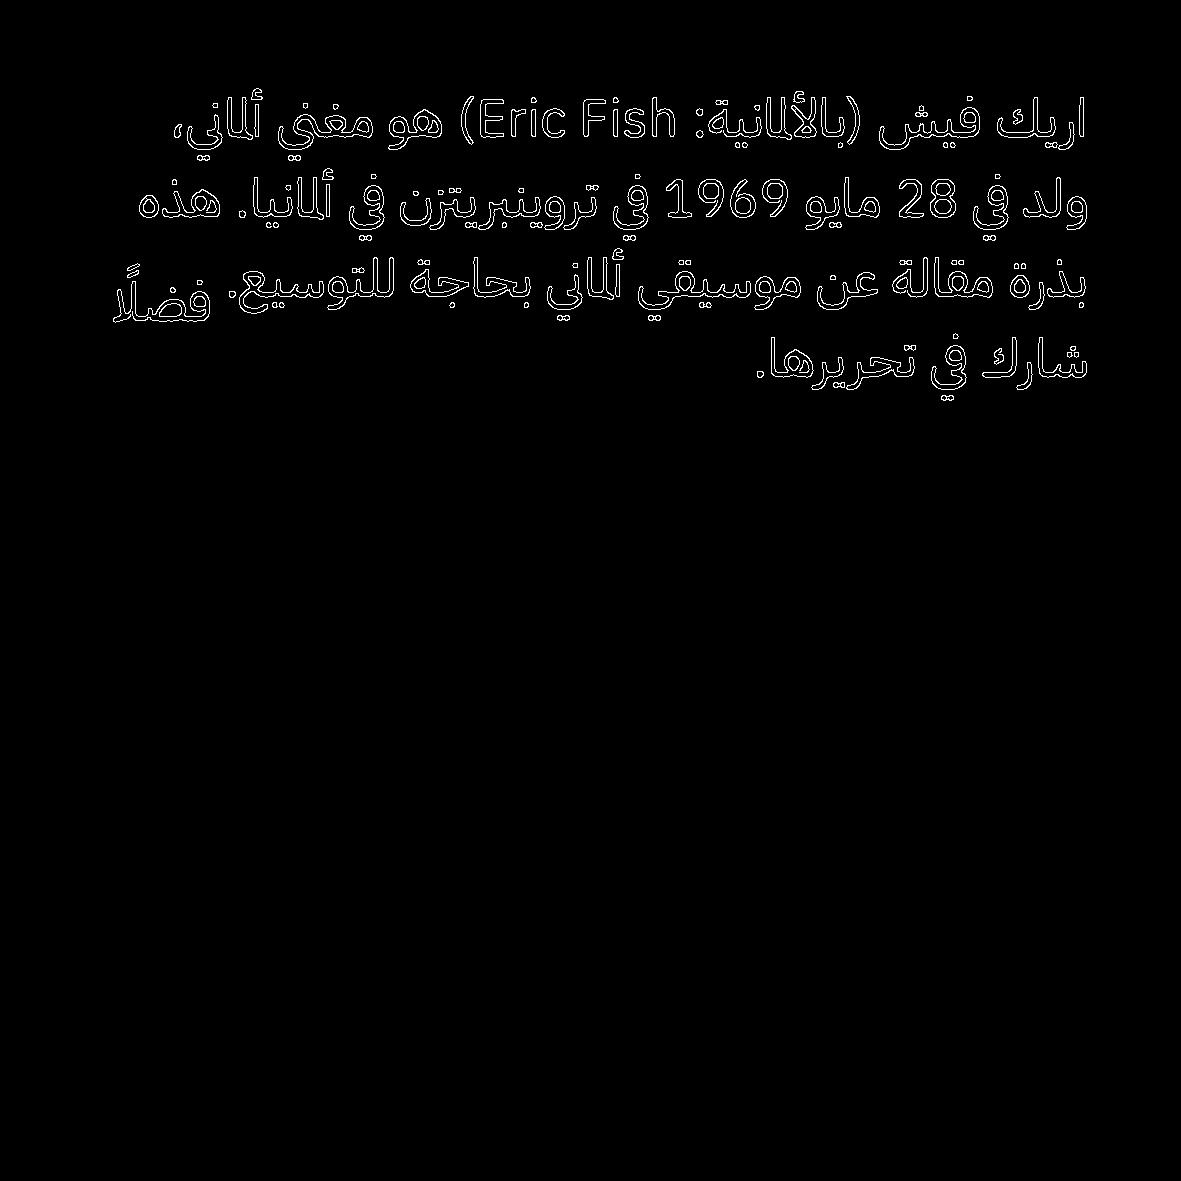 اريك فيش (بالألمانية: Eric Fish) هو مغني ألماني،
ولد في 28 مايو 1969 في تروينبريتزن في ألمانيا. هذه
بذرة مقالة عن موسيقي ألماني بحاجة للتوسيع. فضلًا
شارك في تحريرها.